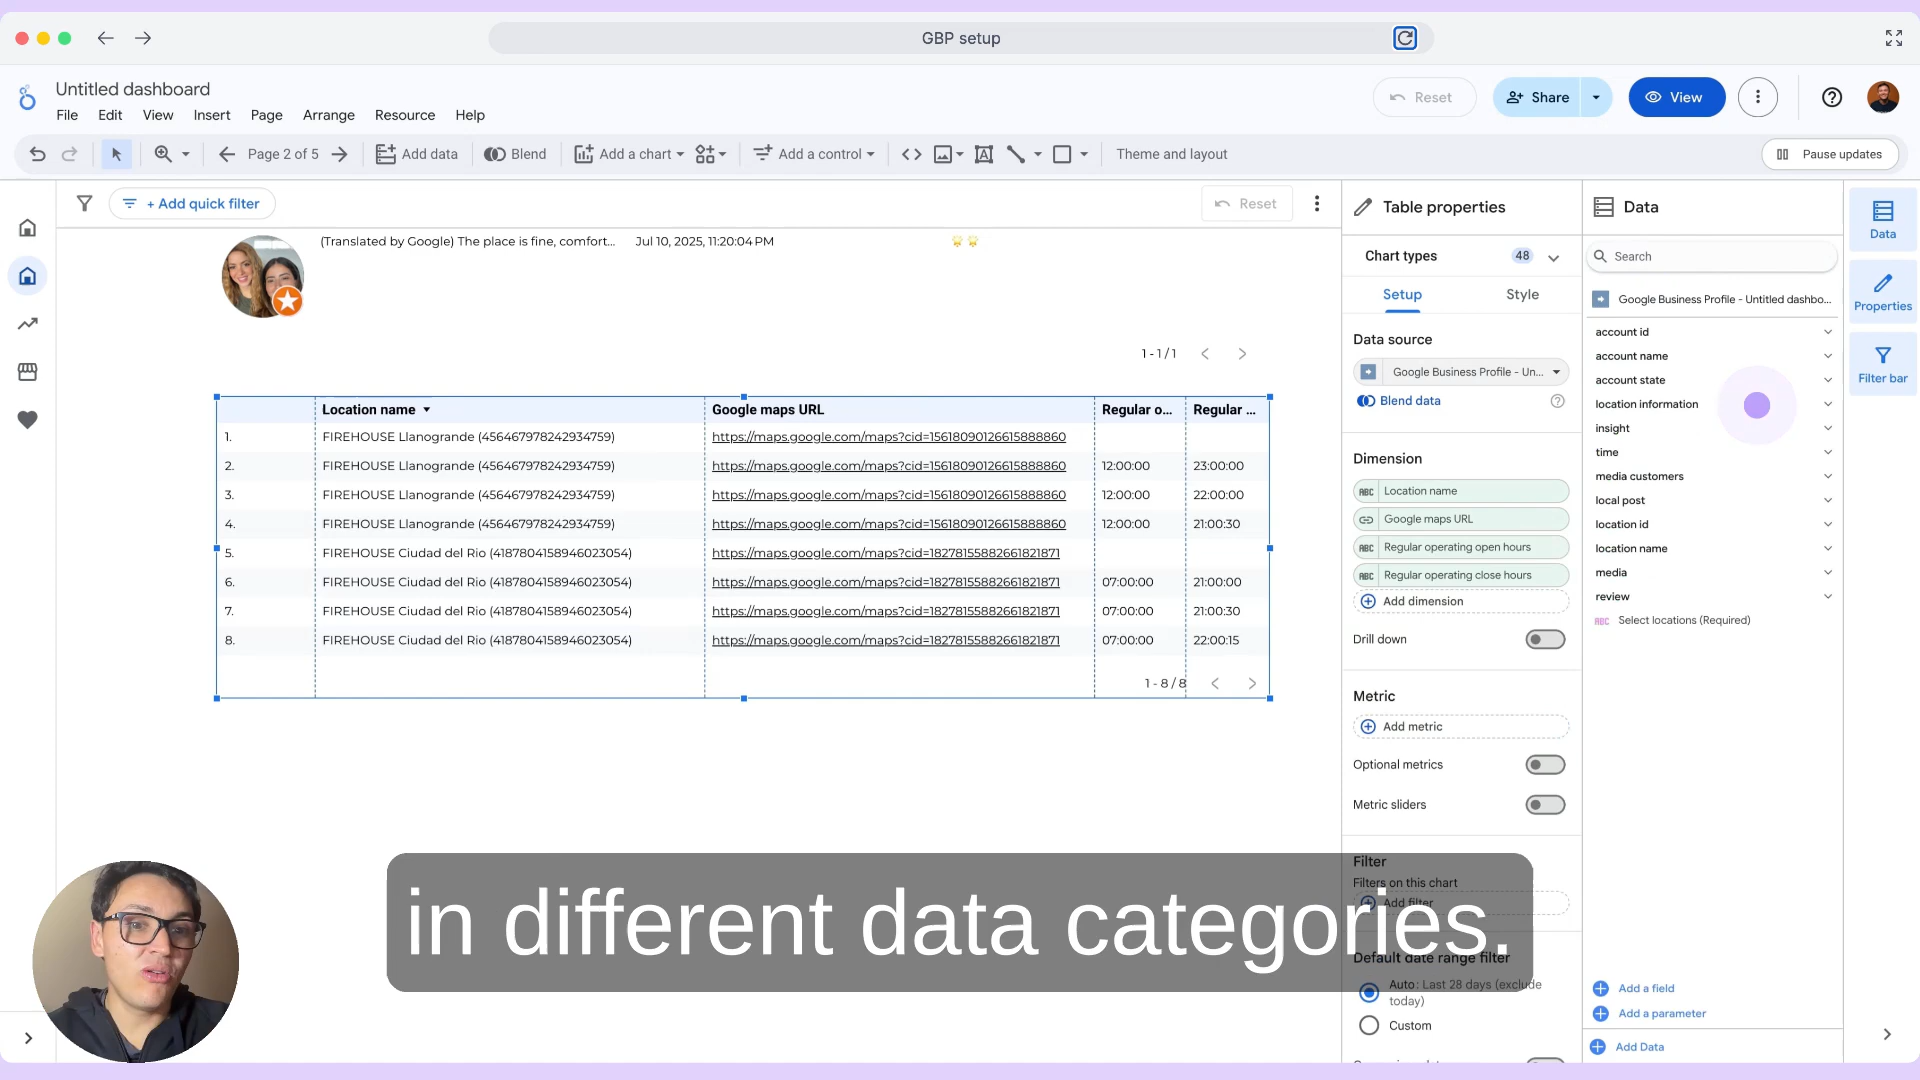 GBP setup
Untitled dashboard
File Edit View Insert Page Arrange Resource Help
Reset Share View
Page 2 of 5 Add data Blend Add a chart Add a control Theme and layout Pause updates
+ Add quick filter Reset
(Translated by Google) The place is fine, comfort... Jul 10, 2025, 11:20:04 PM
1 - 1 / 1
Location name Google maps URL Regular o... Regular ...
1. FIREHOUSE Llanogrande (456467978242934759) https://maps.google.com/maps?cid=15618090126615888860
2. FIREHOUSE Llanogrande (456467978242934759) https://maps.google.com/maps?cid=15618090126615888860 12:00:00 23:00:00
3. FIREHOUSE Llanogrande (456467978242934759) https://maps.google.com/maps?cid=15618090126615888860 12:00:00 22:00:00
4. FIREHOUSE Llanogrande (456467978242934759) https://maps.google.com/maps?cid=15618090126615888860 12:00:00 21:00:30
5. FIREHOUSE Ciudad del Rio (4187804158946023054) https://maps.google.com/maps?cid=18278155882661821871
6. FIREHOUSE Ciudad del Rio (4187804158946023054) https://maps.google.com/maps?cid=18278155882661821871 07:00:00 21:00:00
7. FIREHOUSE Ciudad del Rio (4187804158946023054) https://maps.google.com/maps?cid=18278155882661821871 07:00:00 21:00:30
8. FIREHOUSE Ciudad del Rio (4187804158946023054) https://maps.google.com/maps?cid=18278155882661821871 07:00:00 22:00:15
1 - 8 / 8
in different data categories.
Table properties
Chart types 48
Setup Style
Data source
Google Business Profile - Un...
Blend data
Dimension
ABC Location name
Google maps URL
ABC Regular operating open hours
ABC Regular operating close hours
Add dimension
Drill down
Metric
Add metric
Optional metrics
Metric sliders
Filter
Filters on this chart
Add filter
Default date range filter
Auto: Last 28 days (exclude
today)
Custom
Data
Search
Google Business Profile - Untitled dashbo...
account id
account name
account state
location information
insight
time
media customers
local post
location id
location name
media
review
ABC Select locations (Required)
Add a field
Add a parameter
Add Data
Data
Properties
Filter bar